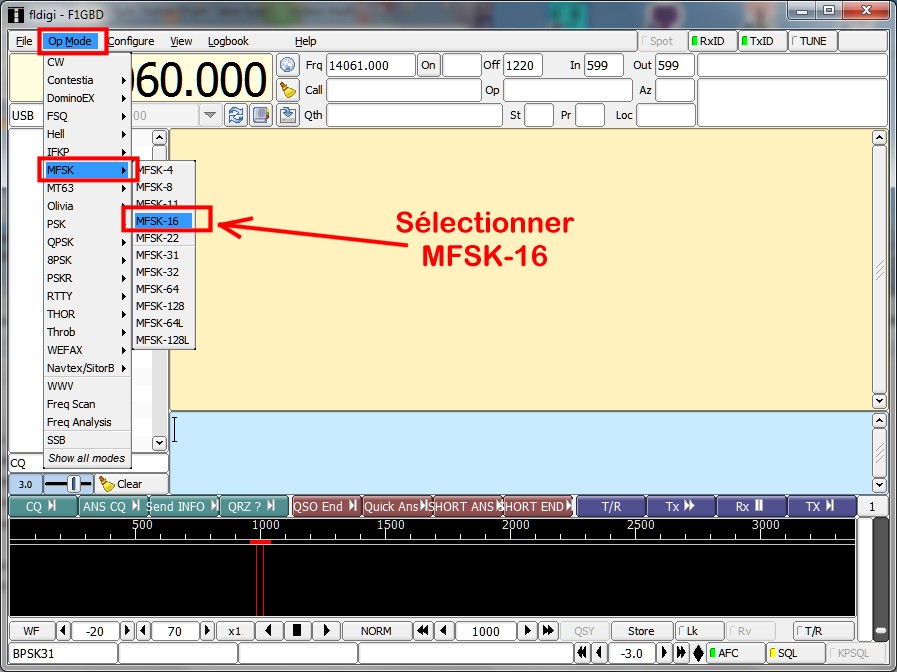 fldigi - F1GBD
File Op Mode Configure View Logbook Help Spot RxID TxID TUNE
060.000
Frq 14061.000 On Off 1220 In 599 Out 599
Call Op Az
USB 00 Qth St Pr Loc
CW
Contestia
DominoEX
FSQ
Hell
IFKP
MFSK
MT63
Olivia
PSK
QPSK
8PSK
PSKR
RTTY
THOR
Throb
WEFAX
Navtex/SitorB
WWV
Freq Scan
Freq Analysis
SSB
Show all modes
MFSK-4
MFSK-8
MFSK-11
MFSK-16
MFSK-22
MFSK-31
MFSK-32
MFSK-64
MFSK-128
MFSK-64L
MFSK-128L
Sélectionner
MFSK-16
CQ
3.0 Clear
CQ ANS CQ Send INFO QRZ ? QSO End Quick Ans SHORT ANS SHORT END T/R Tx Rx TX 1
500 1000 1500 2000 2500 3000
WF -20 70 x1 NORM 1000 QSY Store Lk Rv T/R
BPSK31 -3.0 AFC SQL KPSQL